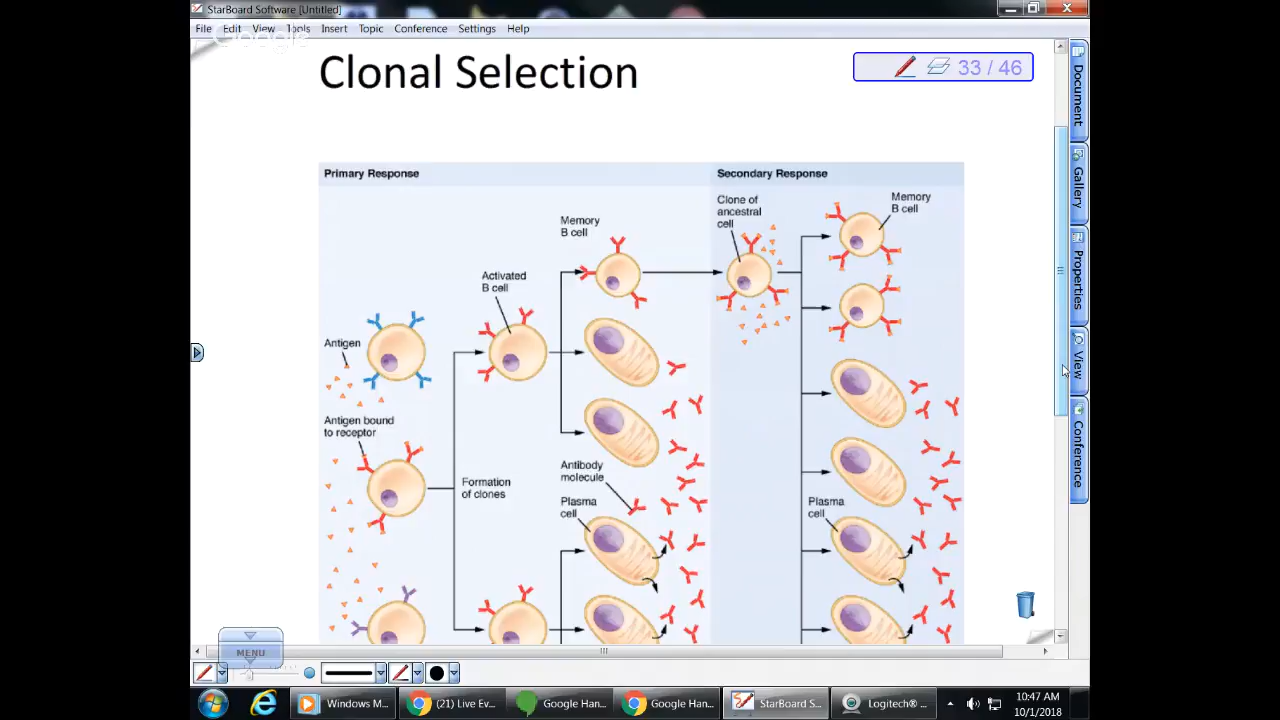 StarBoard Software [Untitled]
File Edit View Tools Insert Topic Conference Settings Help
Google
Clonal Selection
33 / 46
Document
Gallery
Properties
View
Conference
Primary Response
Secondary Response
Clone of
ancestral
cell
Memory
B cell
Memory
B cell
Activated
B cell
Antigen
Antigen bound
to receptor
Formation
of clones
Antibody
molecule
Plasma
cell
Plasma
cell
MENU
Windows M...
(21) Live Ev...
Google Han...
Google Han...
StarBoard S...
Logitech® ...
10:47 AM
10/1/2018